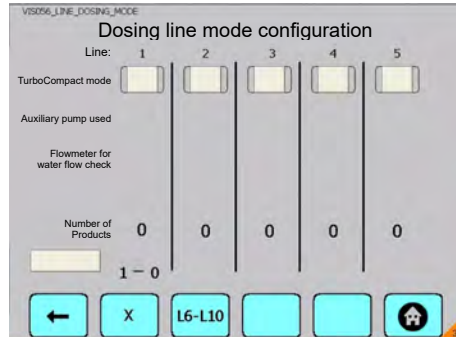 VIS056_LINE_DOSING_MODE
Dosing line mode configuration
Line: 1 2 3 4 5
TurboCompact mode
Auxiliary pump used
Flowmeter for
water flow check
Number of
Products 0 0 0 0 0
1 - 0
X L6-L10